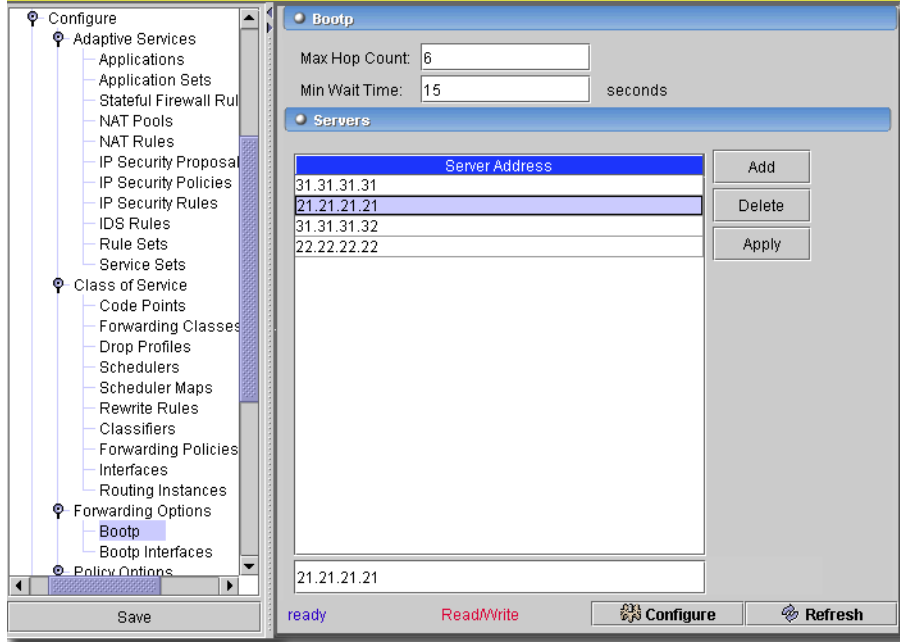 Configure
Adaptive Services
Applications
Application Sets
Stateful Firewall Rul
NAT Pools
NAT Rules
IP Security Proposal
IP Security Policies
IP Security Rules
IDS Rules
Rule Sets
Service Sets
Class of Service
Code Points
Forwarding Classes
Drop Profiles
Schedulers
Scheduler Maps
Rewrite Rules
Classifiers
Forwarding Policies
Interfaces
Routing Instances
Forwarding Options
Bootp
Bootp Interfaces
Policy Options
Save
Bootp
Max Hop Count: 6
Min Wait Time: 15 seconds
Servers
Server Address
31.31.31.31
21.21.21.21
31.31.31.32
22.22.22.22
Add
Delete
Apply
21.21.21.21
ready Read/Write Configure Refresh